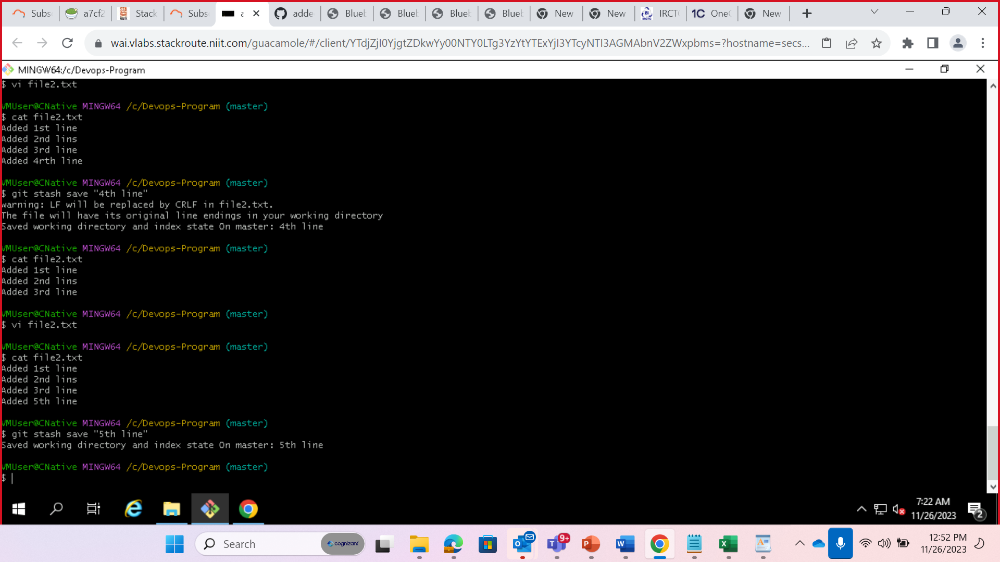 Subs
a7cf2
Stack
Subs
a
adde
Blueb
Blueb
Blueb
Blueb
New
New
IRCTC
1C One
New
wai.vlabs.stackroute.niit.com/guacamole/#/client/YTdjZjI0YjgtZDkwYy00NTY0LTg3YzYtYTExYjI3YTcyNTI3AGMAbnV2ZWxpbms=?hostname=secs...
MINGW64:/c/Devops-Program
$ vi file2.txt
VMUser@CNative MINGW64 /c/Devops-Program (master)
$ cat file2.txt
Added 1st line
Added 2nd lins
Added 3rd line
Added 4rth line
VMUser@CNative MINGW64 /c/Devops-Program (master)
$ git stash save "4th line"
warning: LF will be replaced by CRLF in file2.txt.
The file will have its original line endings in your working directory
Saved working directory and index state On master: 4th line
VMUser@CNative MINGW64 /c/Devops-Program (master)
$ cat file2.txt
Added 1st line
Added 2nd lins
Added 3rd line
VMUser@CNative MINGW64 /c/Devops-Program (master)
$ vi file2.txt
VMUser@CNative MINGW64 /c/Devops-Program (master)
$ cat file2.txt
Added 1st line
Added 2nd lins
Added 3rd line
Added 5th line
VMUser@CNative MINGW64 /c/Devops-Program (master)
$ git stash save "5th line"
Saved working directory and index state On master: 5th line
VMUser@CNative MINGW64 /c/Devops-Program (master)
$
7:22 AM
11/26/2023
2
Search
cognizant
9+
12:52 PM
11/26/2023